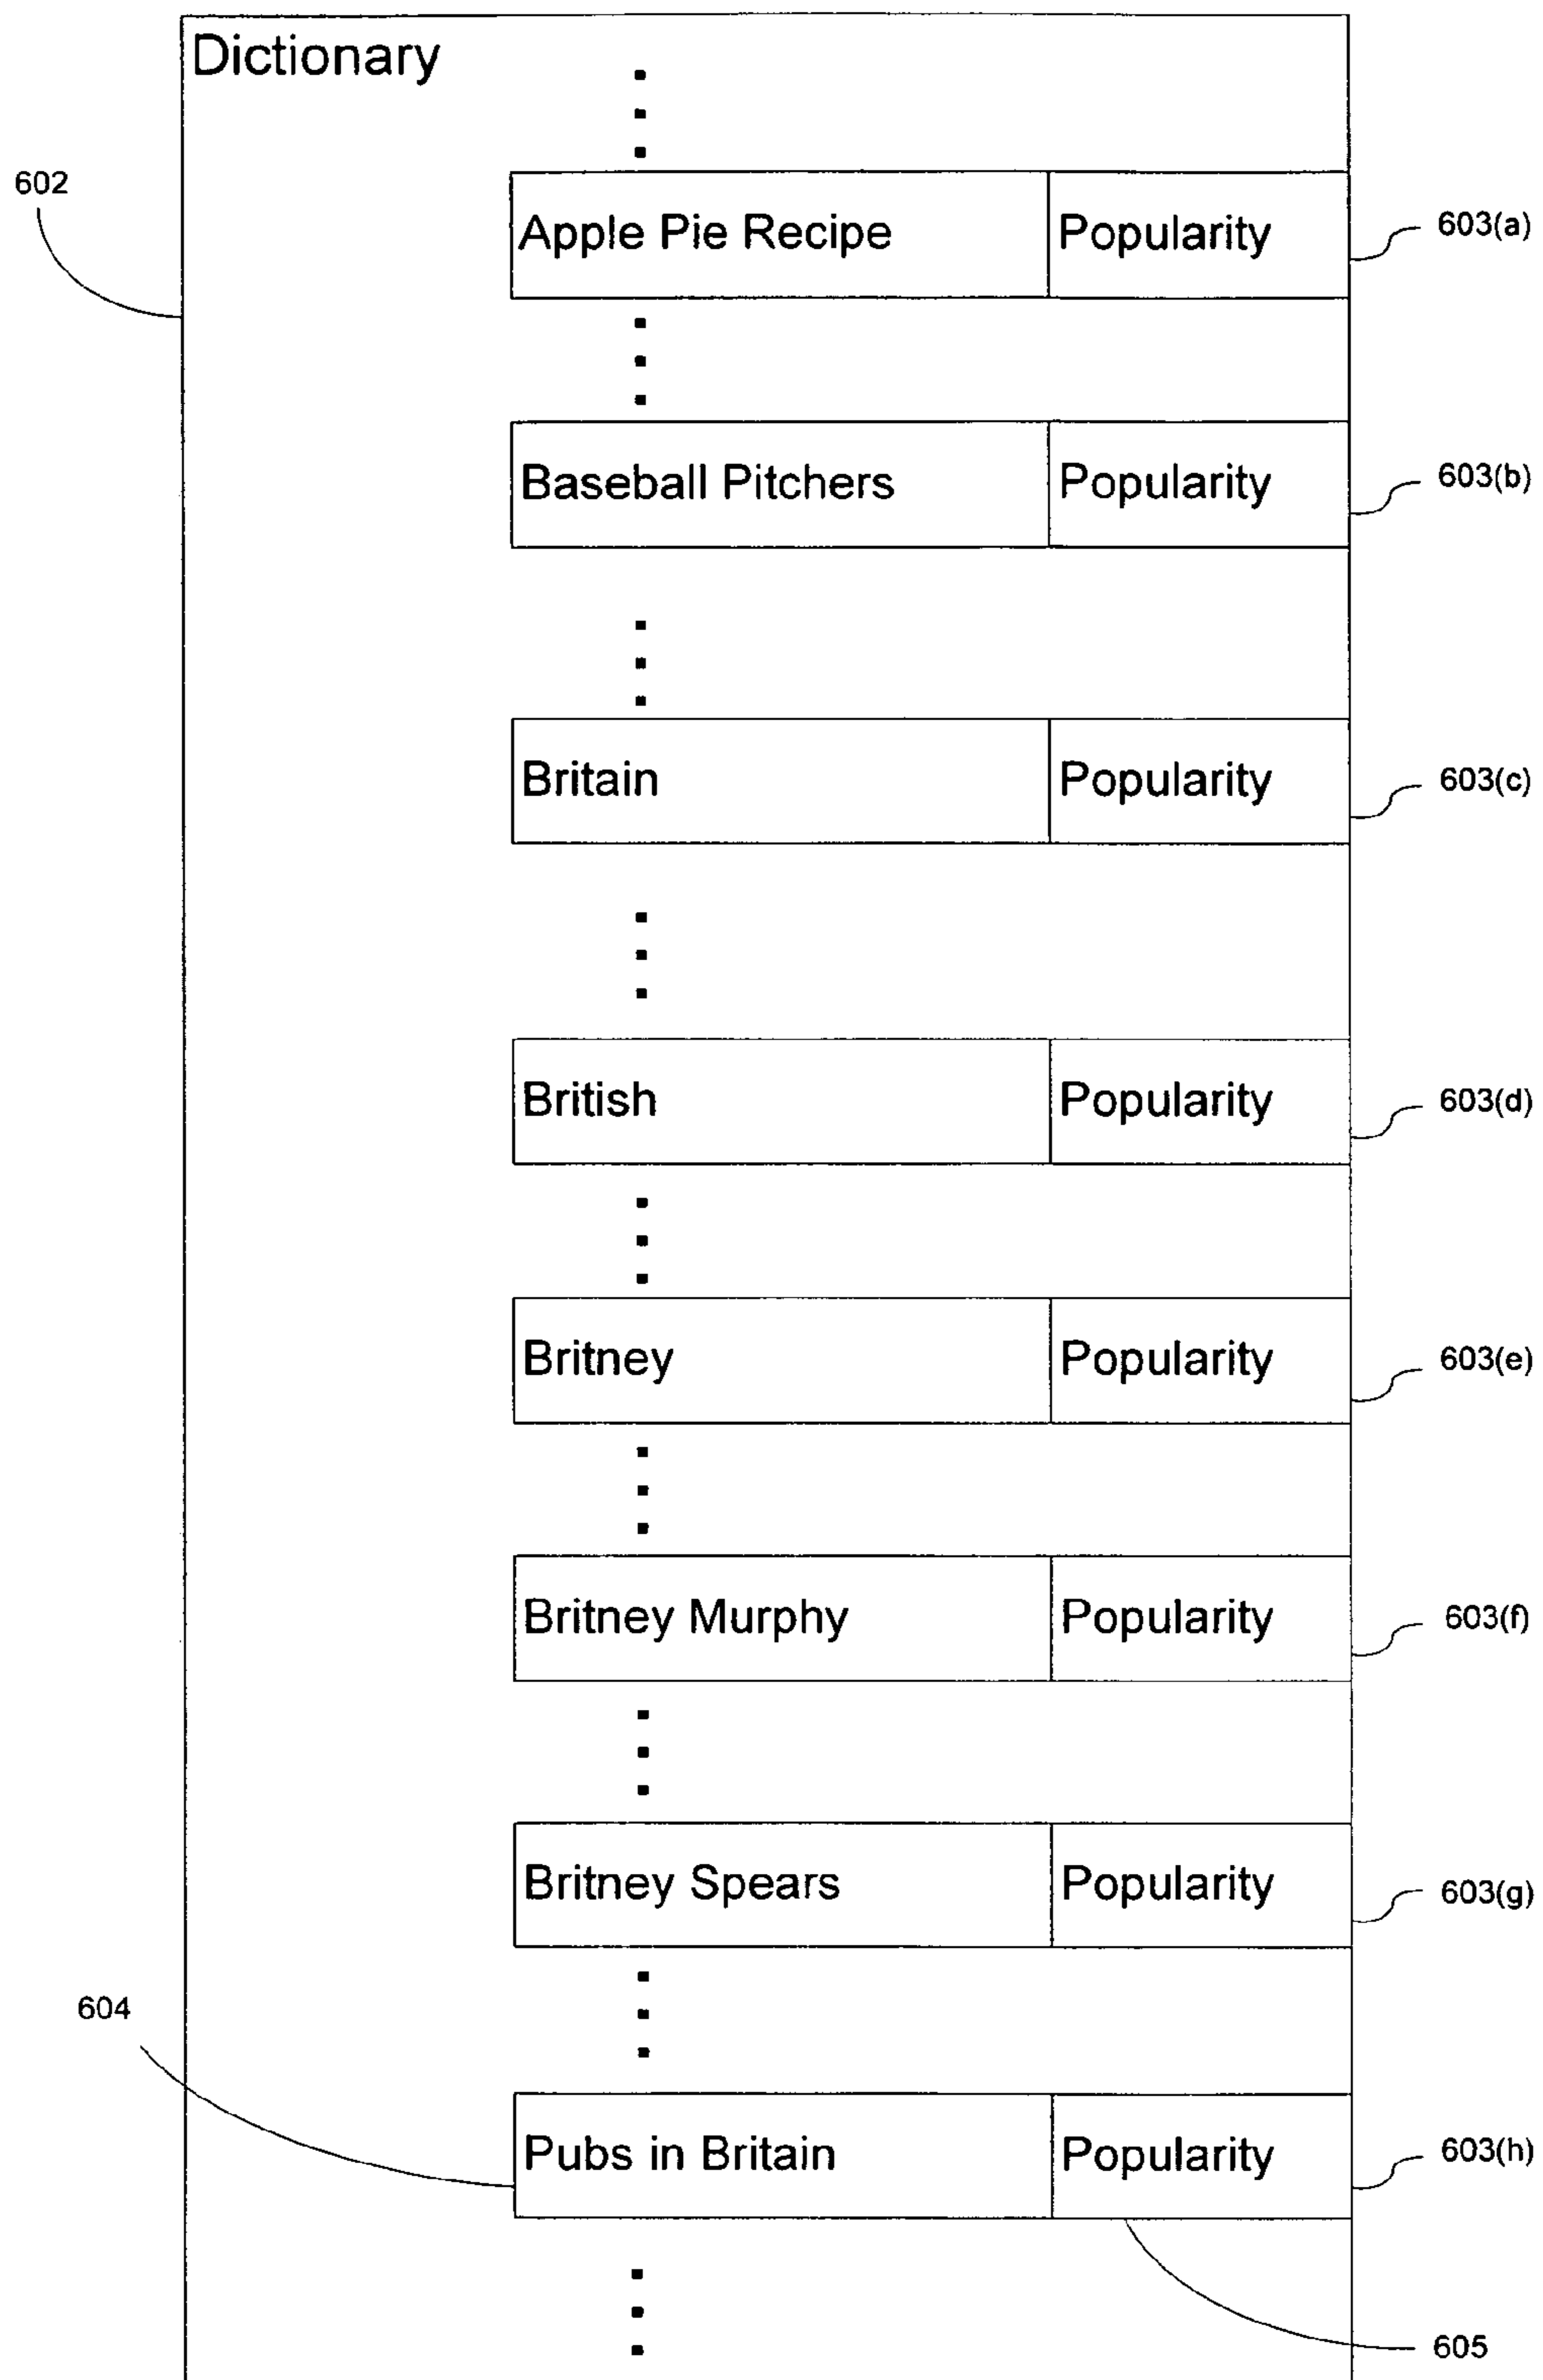 Dictionary
602
Apple Pie Recipe Popularity 603(a)
Baseball Pitchers Popularity 603(b)
Britain Popularity 603(c)
British Popularity 603(d)
Britney Popularity 603(e)
Britney Murphy Popularity 603(f)
Britney Spears Popularity 603(g)
604
Pubs in Britain Popularity 603(h)
605